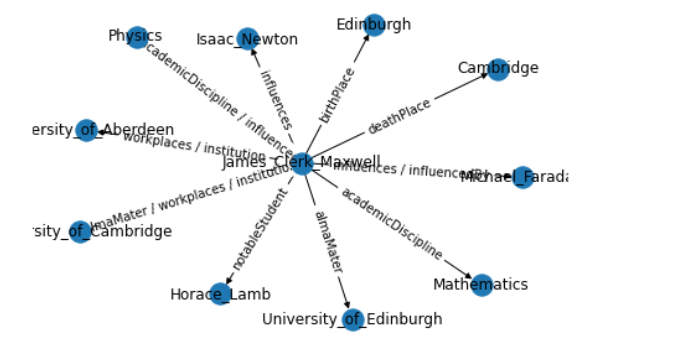 Edinburgh
Physics
Isaac_Newton
Cambridge
cademicDiscipline / influence
influences
birthPlace
deathPlace
ersity_of_Aberdeen
workplaces / institution
James_Clerk_Maxwell
influences / influencedBy
Michael_Farada
lmaMater / workplaces / institutio
rsity_of_Cambridge
notableStudent
almaMater
academicDiscipline
Horace_Lamb
University_of_Edinburgh
Mathematics